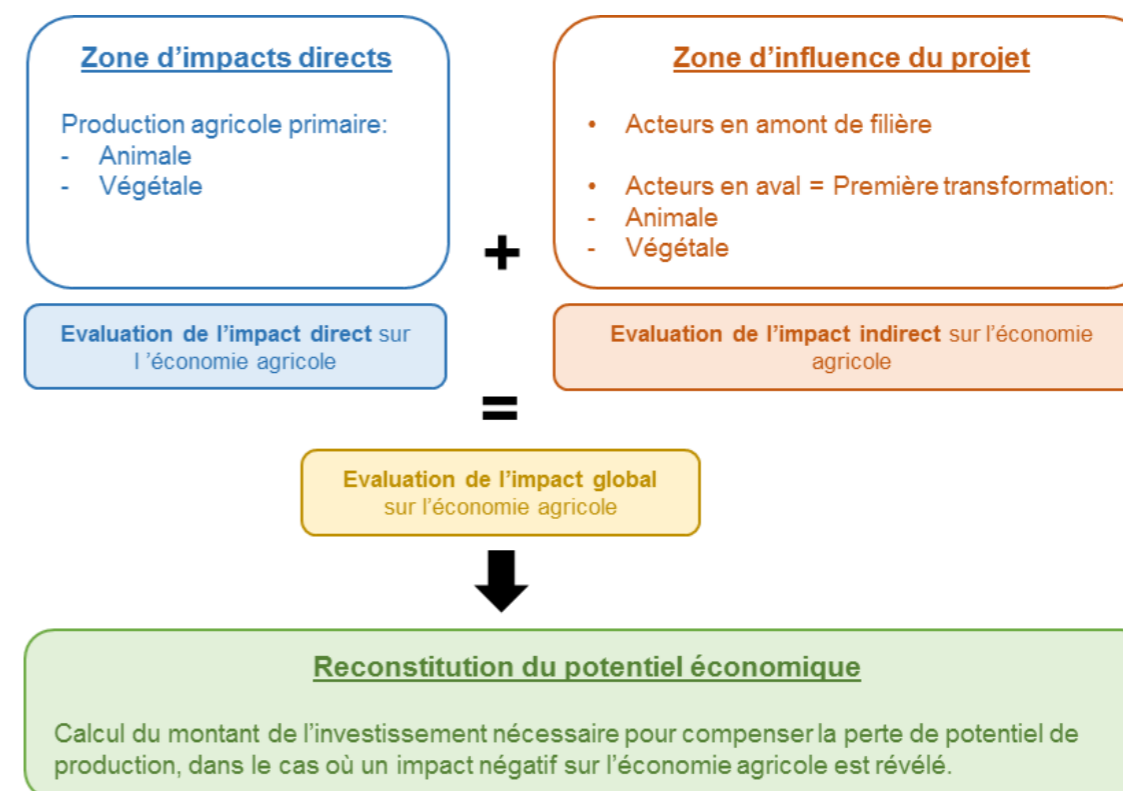 Zone d'impacts directs
Production agricole primaire:
- Animale
- Végétale
+
Zone d'influence du projet
• Acteurs en amont de filière
• Acteurs en aval = Première transformation:
- Animale
- Végétale
Evaluation de l'impact direct sur
l 'économie agricole
Evaluation de l'impact indirect sur l'économie
agricole
=
Evaluation de l'impact global
sur l'économie agricole
Reconstitution du potentiel économique
Calcul du montant de l'investissement nécessaire pour compenser la perte de potentiel de
production, dans le cas où un impact négatif sur l'économie agricole est révélé.